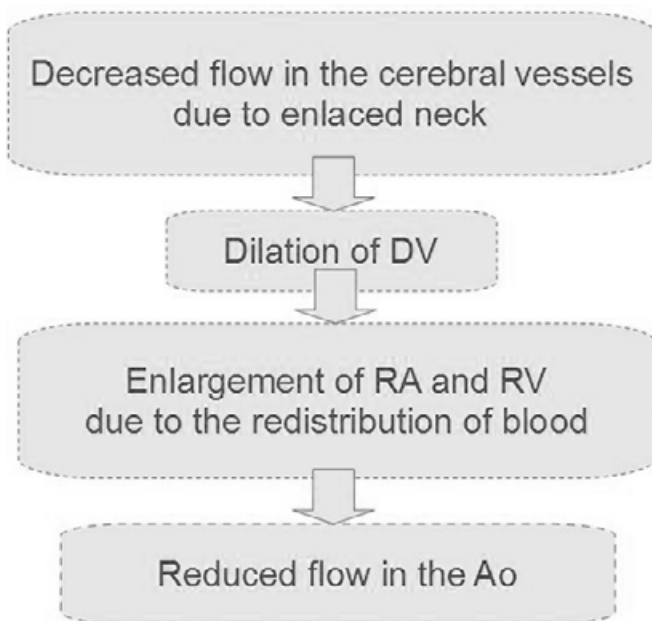 Decreased flow in the cerebral vessels
due to enlaced neck
Dilation of DV
Enlargement of RA and RV
due to the redistribution of blood
Reduced flow in the Ao